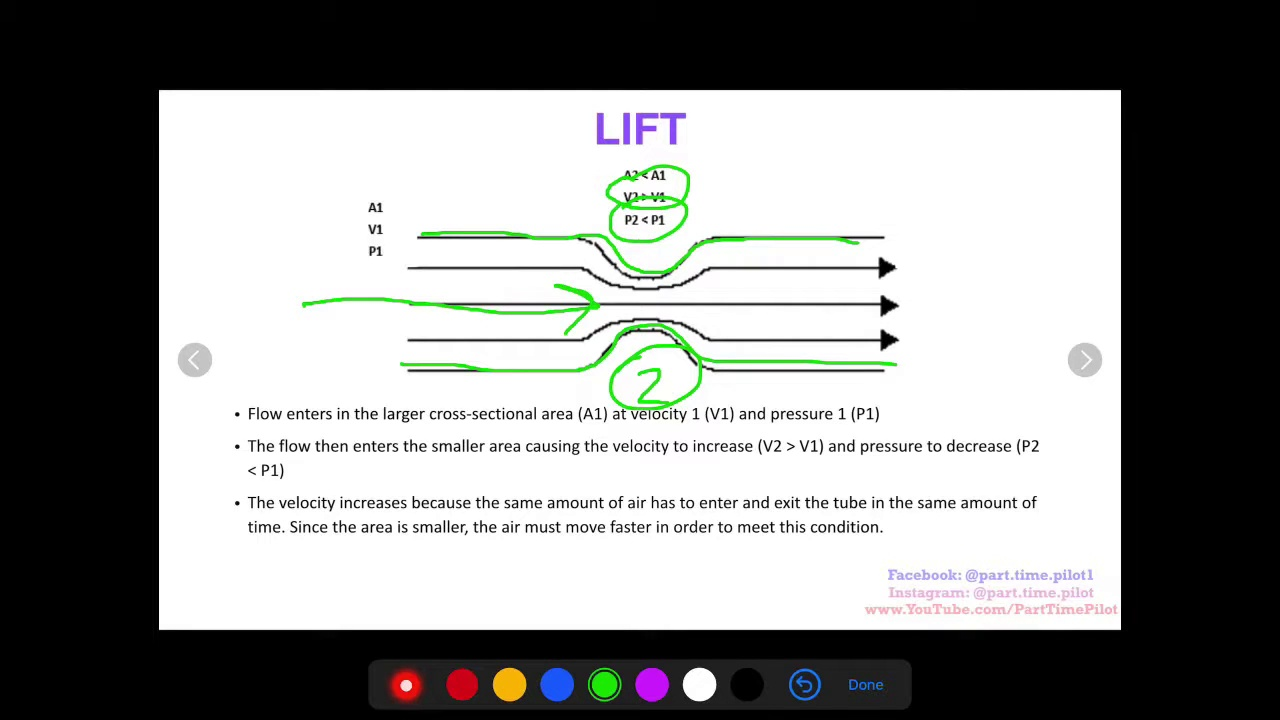 LIFT
A2 < A1
V2 > V1
P2 < P1
A1
V1
P1
2
• Flow enters in the larger cross-sectional area (A1) at velocity 1 (V1) and pressure 1 (P1)
• The flow then enters the smaller area causing the velocity to increase (V2 > V1) and pressure to decrease (P2
< P1)
• The velocity increases because the same amount of air has to enter and exit the tube in the same amount of
time. Since the area is smaller, the air must move faster in order to meet this condition.
Facebook: @part.time.pilot1
Instagram: @part.time.pilot
www.YouTube.com/PartTimePilot
Done